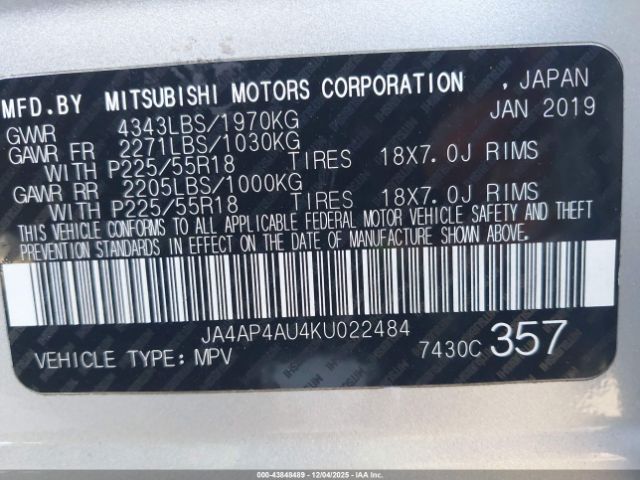 MFD.BY MITSUBISHI MOTORS CORPORATION , JAPAN
GVWR 4343LBS/1970KG JAN 2019
GAWR FR 2271LBS/1030KG
WITH P225/55R18 TIRES 18X7.0J RIMS
GAWR RR 2205LBS/1000KG
WITH P225/55R18 TIRES 18X7.0J RIMS
THIS VEHICLE CONFORMS TO ALL APPLICABLE FEDERAL MOTOR VEHICLE SAFETY AND THEFT
PREVENTION STANDARDS IN EFFECT ON THE DATE OF MANUFACTURE SHOWN ABOVE.
JA4AP4AU4KU022484
VEHICLE TYPE: MPV 7430C 357
000-43848489 - 12/04/2025 - IAA Inc.